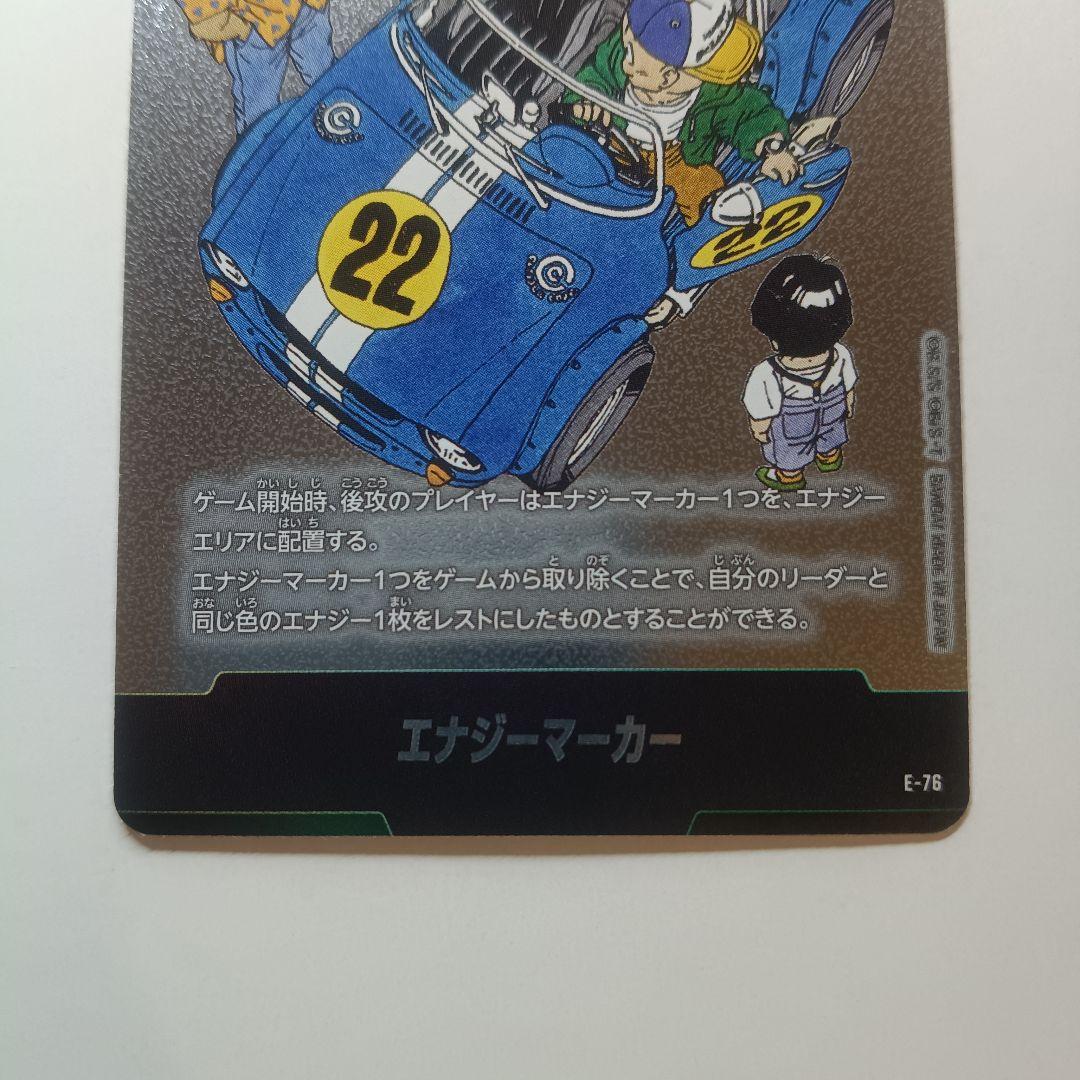 22
22
ゲーム開始時、後攻のプレイヤーはエナジーマーカー1つを、エナジー
エリアに配置する。
エナジーマーカー1つをゲームから取り除くことで、自分のリーダーと
同じ色のエナジー1枚をレストにしたものとすることができる。
エナジーマーカー
E-76